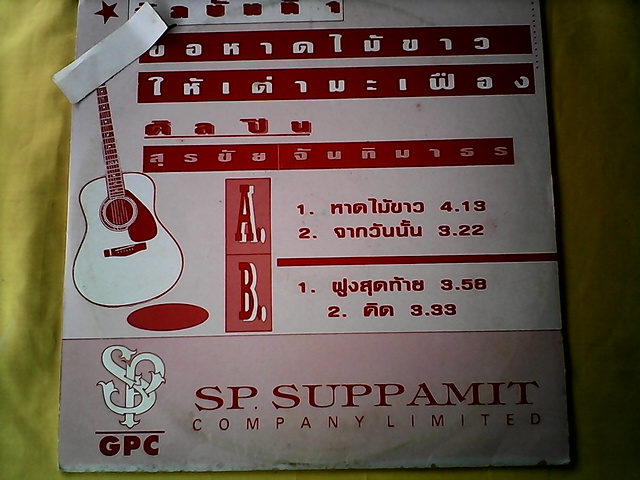 ขอหาดไม้ขาว
ให้เต่ามะเฟือง
ศิลปิน
สุรชัย จันทิมาธร
A. 1. หาดไม้ขาว 4.13
2. จากวันนั้น 3.22
B. 1. ฝูงสุดท้าย 3.58
2. คิด 3.33
SP. SUPPAMIT
COMPANY LIMITED
GPC